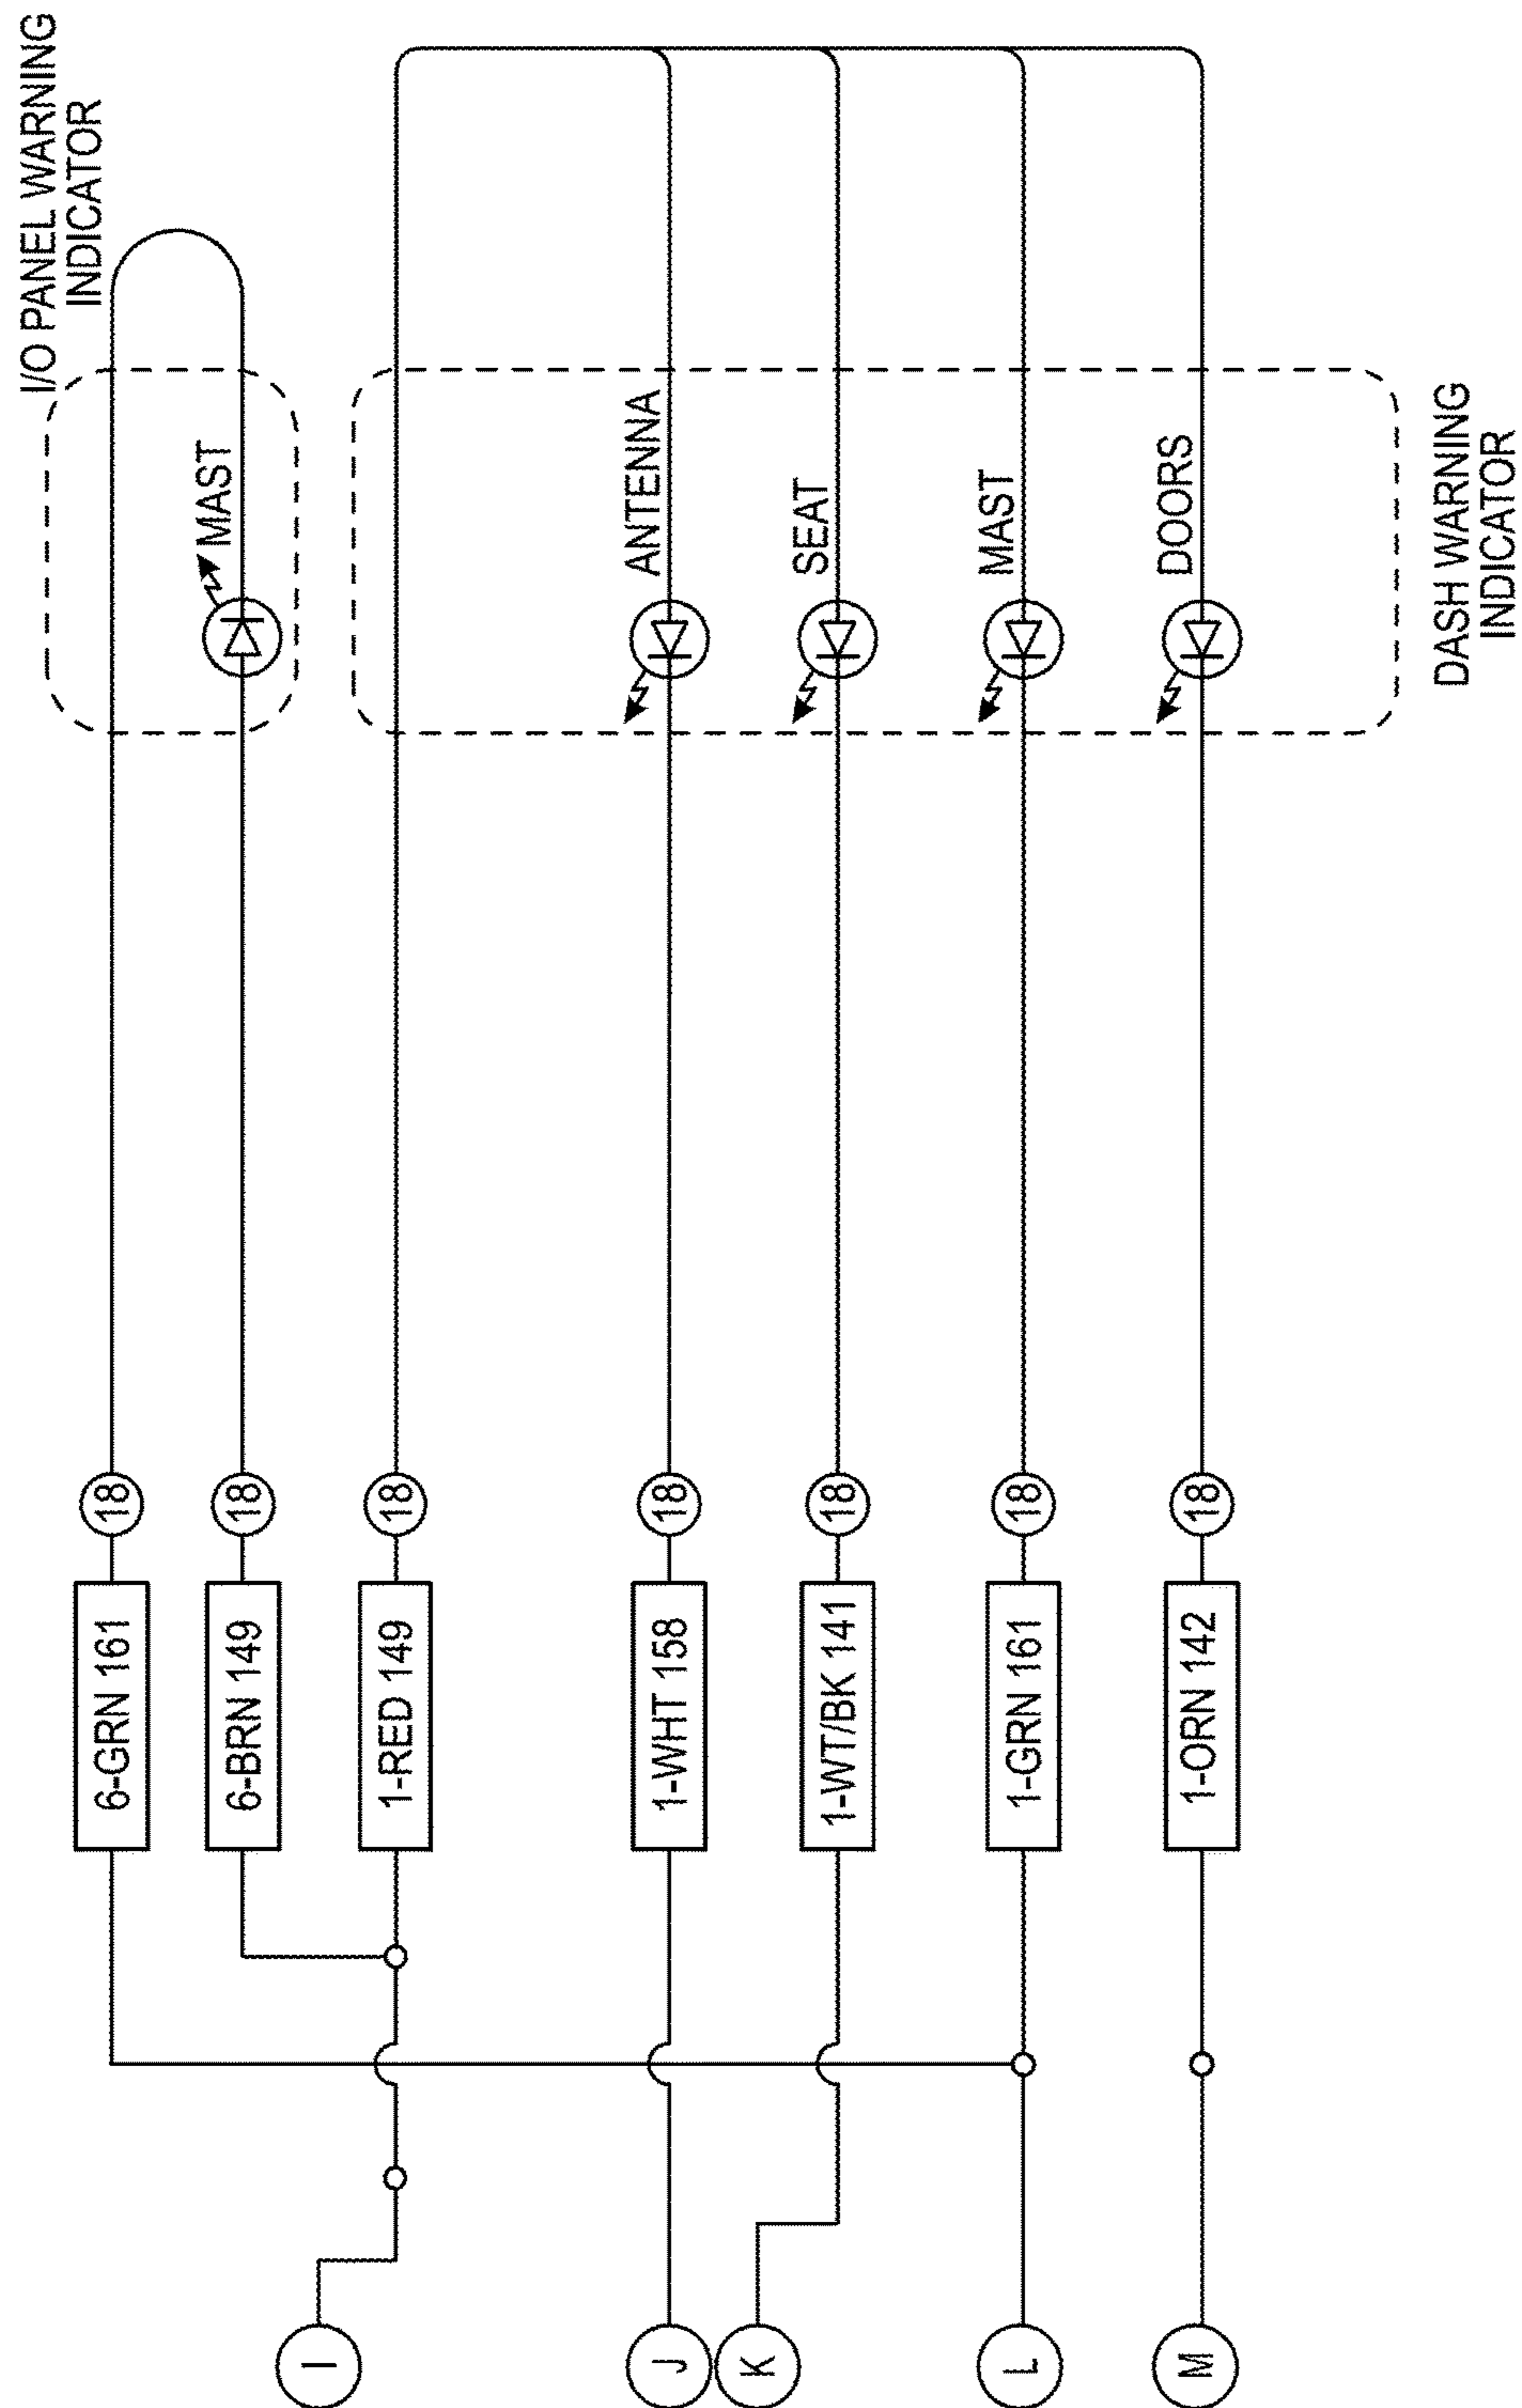 I/O PANEL WARNING
INDICATOR
MAST
ANTENNA
SEAT
MAST
DOORS
DASH WARNING
INDICATOR
18
18
18
18
18
18
18
6-GRN 161
6-BRN 149
1-RED 149
1-WHT 158
1-WT/BK 141
1-GRN 161
1-ORN 142
I
J
K
L
M